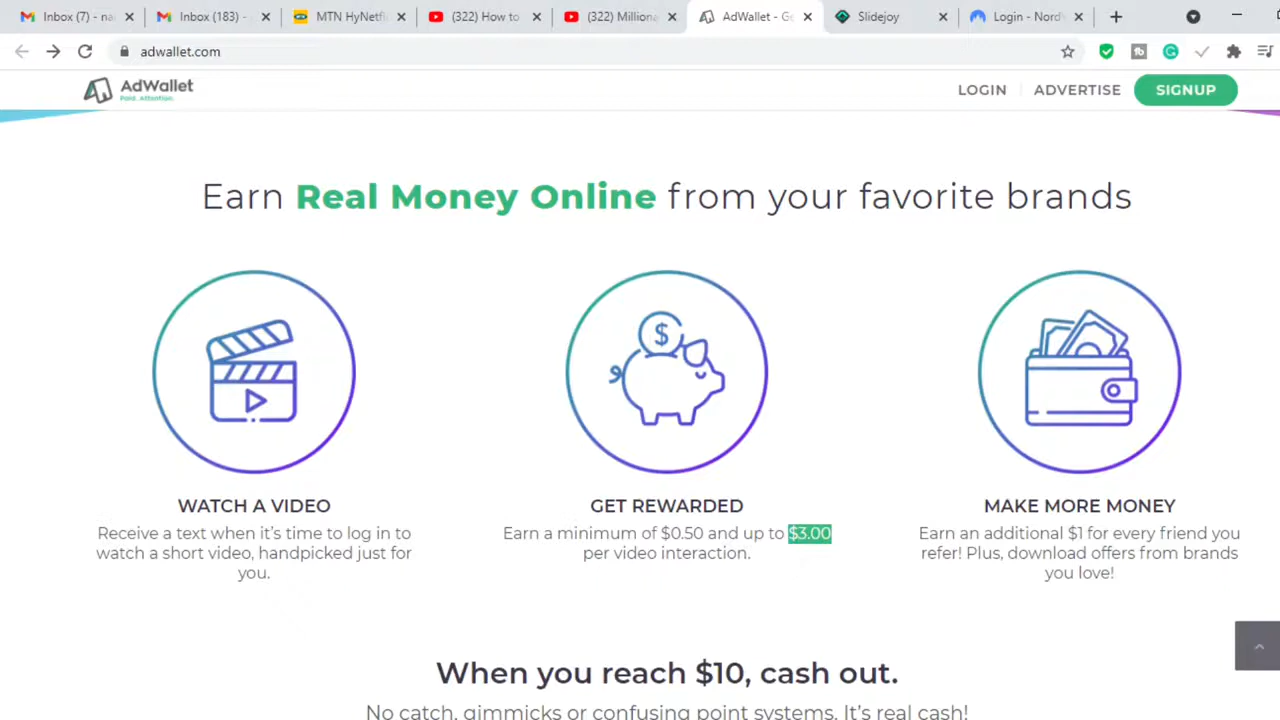 Inbox (7) - na
Inbox (183) -
MTN HyNetfl
(322) How to
(322) Milliona
AdWallet - Ge
Slidejoy
Login - Nord
adwallet.com
AdWallet
Point. Attention.
LOGIN
ADVERTISE
SIGNUP
Earn Real Money Online from your favorite brands
WATCH A VIDEO
Receive a text when it’s time to log in to
watch a short video, handpicked just for
you.
GET REWARDED
Earn a minimum of $0.50 and up to $3.00
per video interaction.
MAKE MORE MONEY
Earn an additional $1 for every friend you
refer! Plus, download offers from brands
you love!
When you reach $10, cash out.
No catch, gimmicks or confusing point systems. It’s real cash!